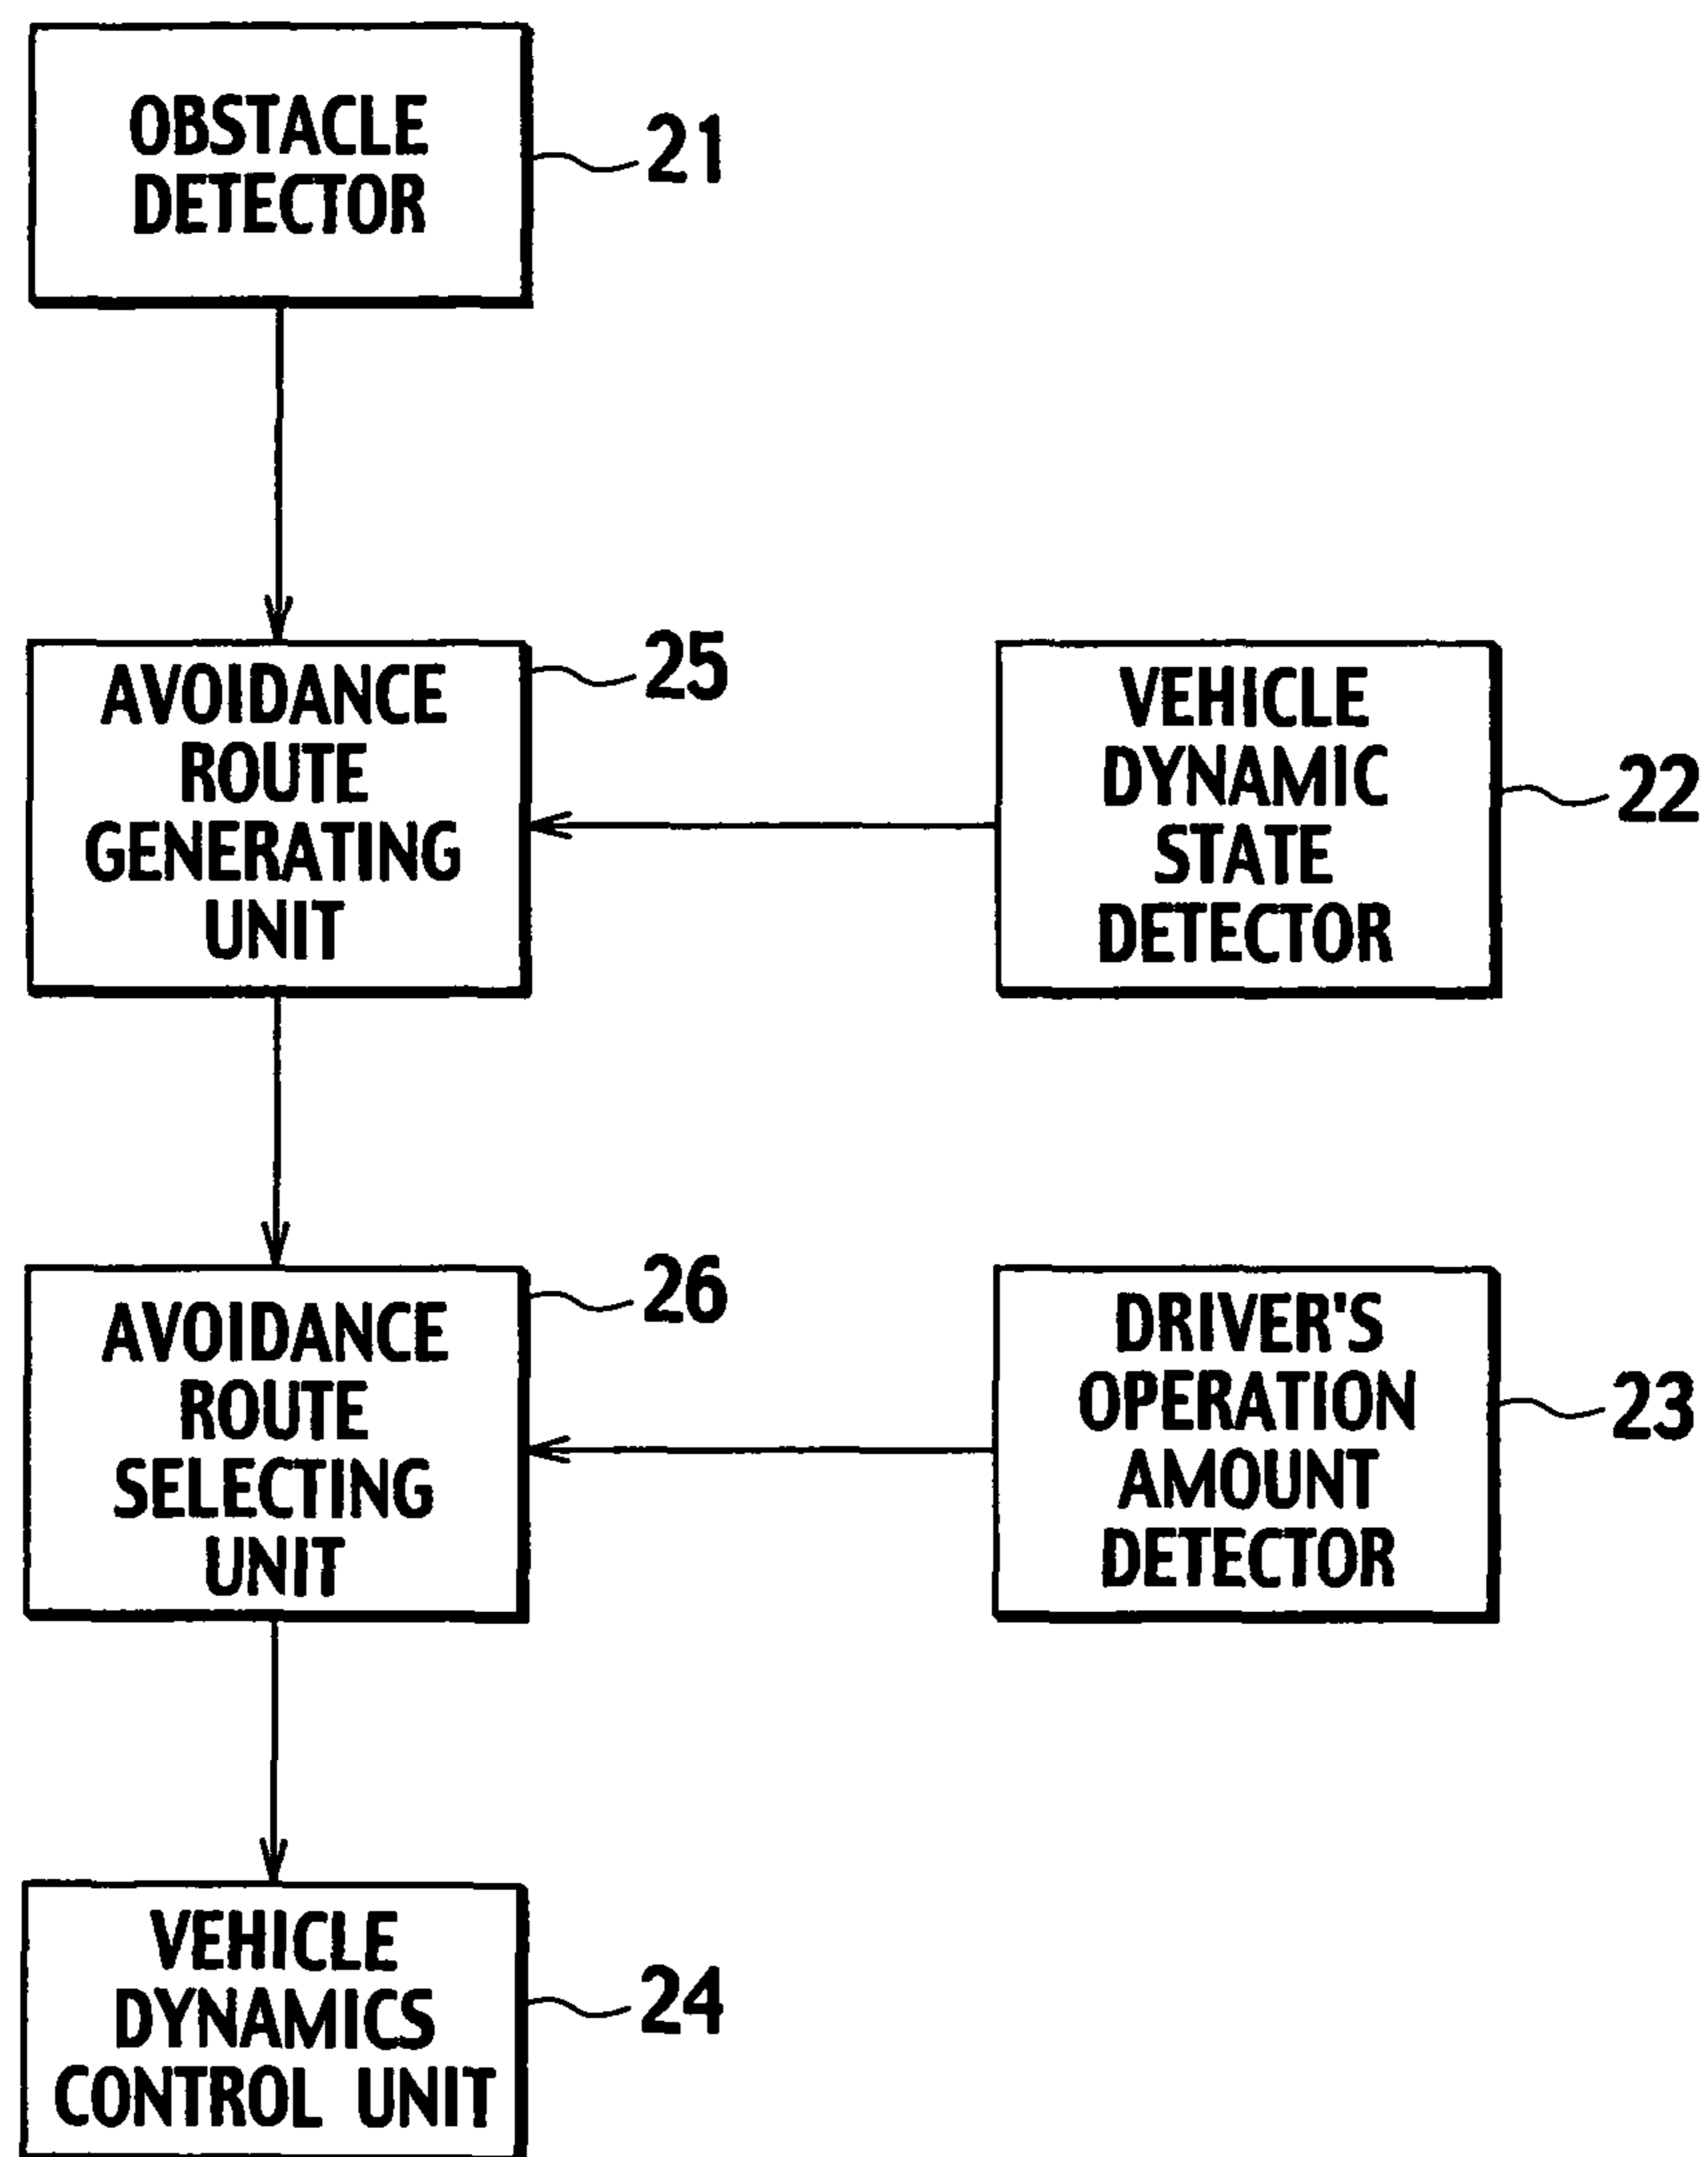 OBSTACLE
DETECTOR
21
AVOIDANCE
ROUTE
GENERATING
UNIT
25
VEHICLE
DYNAMIC
STATE
DETECTOR
22
AVOIDANCE
ROUTE
SELECTING
UNIT
26
DRIVER'S
OPERATION
AMOUNT
DETECTOR
23
VEHICLE
DYNAMICS
CONTROL UNIT
24